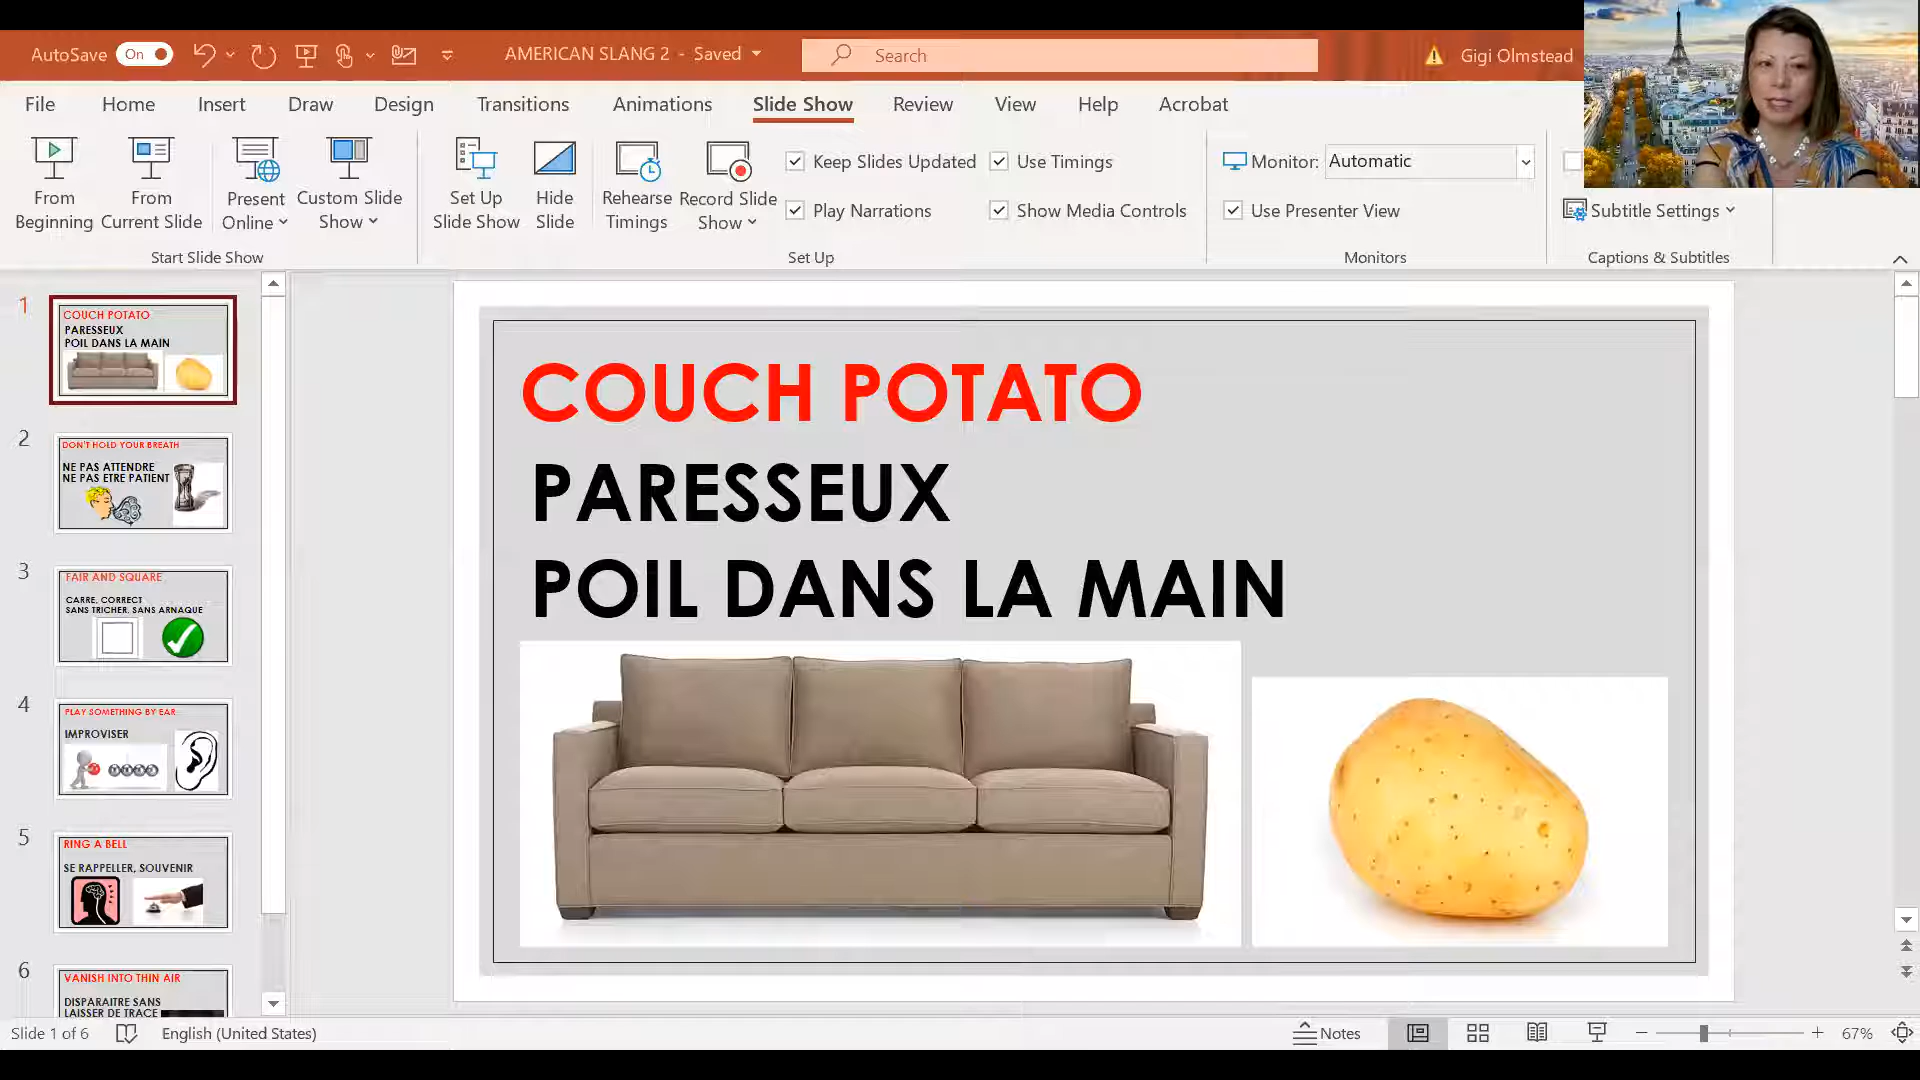 AutoSave On
AMERICAN SLANG 2 - Saved
Search
Gigi Olmstead
File Home Insert Draw Design Transitions Animations Slide Show Review View Help Acrobat
From Beginning
From Current Slide
Present Online
Custom Slide Show
Start Slide Show
Set Up Slide Show
Hide Slide
Rehearse Timings
Record Slide Show
Keep Slides Updated
Play Narrations
Use Timings
Show Media Controls
Set Up
Monitor: Automatic
Use Presenter View
Monitors
Subtitle Settings
Captions & Subtitles
1
COUCH POTATO
PARESSEUX
POIL DANS LA MAIN
2
DON'T HOLD YOUR BREATH
NE PAS ATTENDRE
NE PAS ETRE PATIENT
3
FAIR AND SQUARE
CARRE, CORRECT
SANS TRICHER, SANS ARNAQUE
4
PLAY SOMETHING BY EAR
IMPROVISER
5
RING A BELL
SE RAPPELLER, SOUVENIR
6
VANISH INTO THIN AIR
DISPARAITRE SANS
LAISSER DE TRACE
COUCH POTATO
PARESSEUX
POIL DANS LA MAIN
Slide 1 of 6
English (United States)
Notes
67%